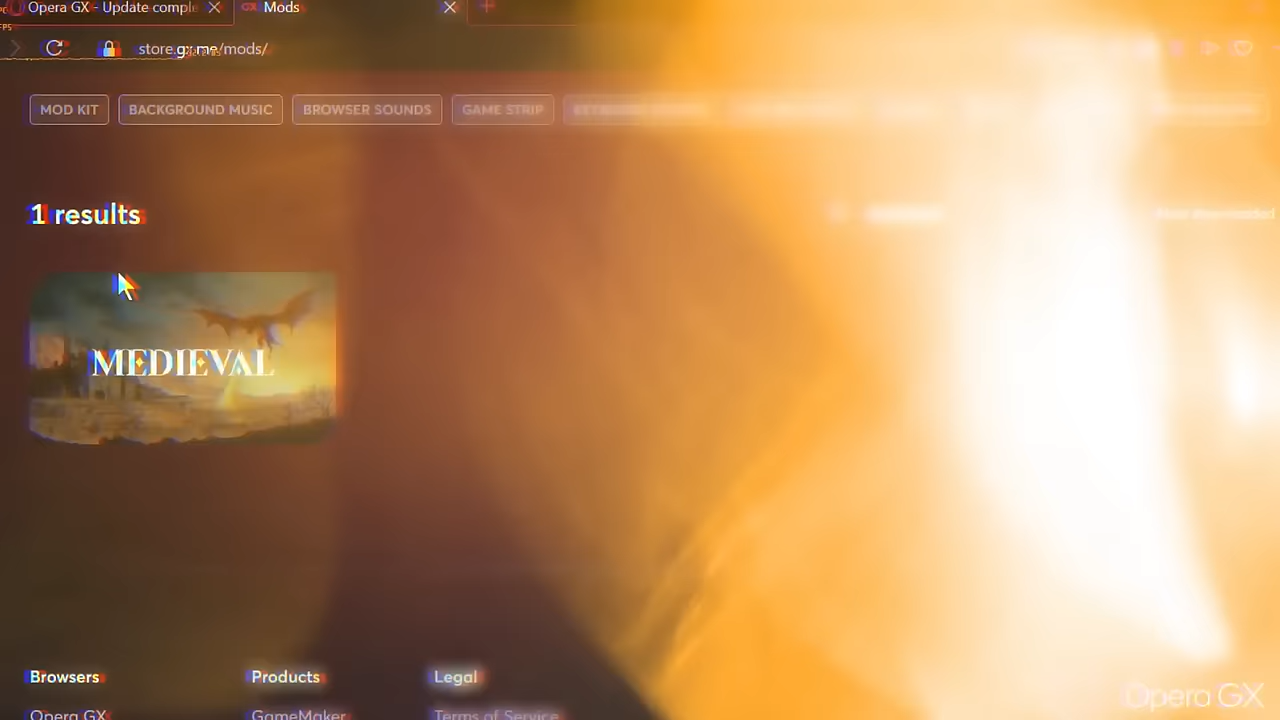 Opera GX - Update comple
Mods
store.gx.me/mods/
MOD KIT
BACKGROUND MUSIC
BROWSER SOUNDS
GAME STRIP
1 results
MEDIEVAL
Browsers
Products
Legal
Opera GX
GameMaker
Terms of Service
Opera GX